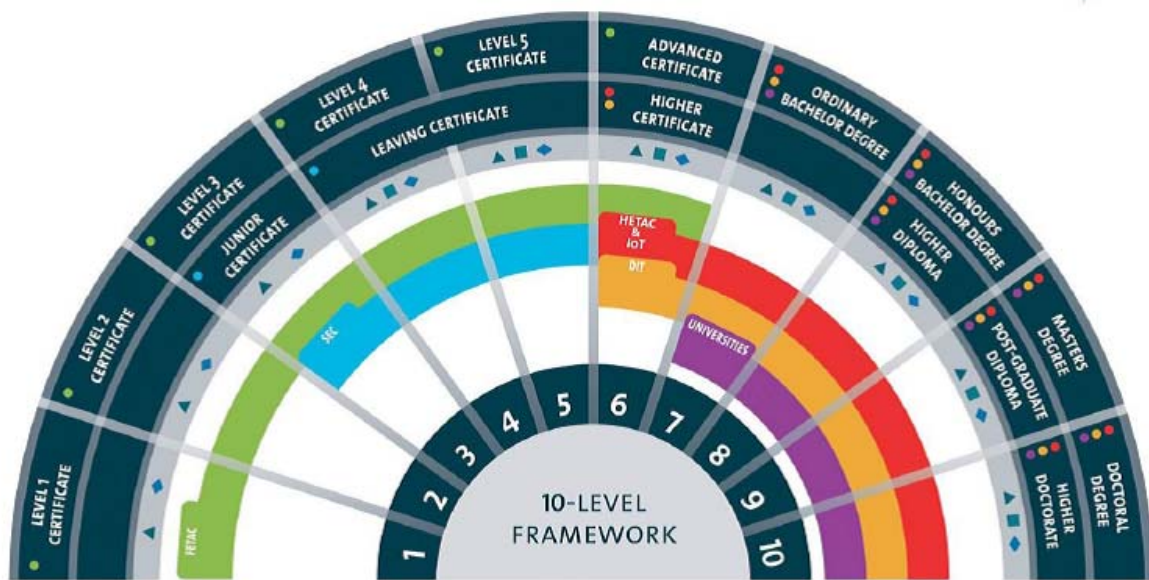 LEVEL 1
CERTIFICATE
LEVEL 2
CERTIFICATE
LEVEL 3
CERTIFICATE
JUNIOR
CERTIFICATE
LEVEL 4
CERTIFICATE
LEVEL 5
CERTIFICATE
LEAVING CERTIFICATE
ADVANCED
CERTIFICATE
HIGHER
CERTIFICATE
ORDINARY
BACHELOR DEGREE
HONOURS
BACHELOR DEGREE
HIGHER
DIPLOMA
MASTERS
DEGREE
POST-GRADUATE
DIPLOMA
DOCTORAL
DEGREE
HIGHER
DOCTORATE
FETAC
SEC
HETAC
&
IoT
DIT
UNIVERSITIES
1
2
3
4
5
6
7
8
9
10
10-LEVEL
FRAMEWORK